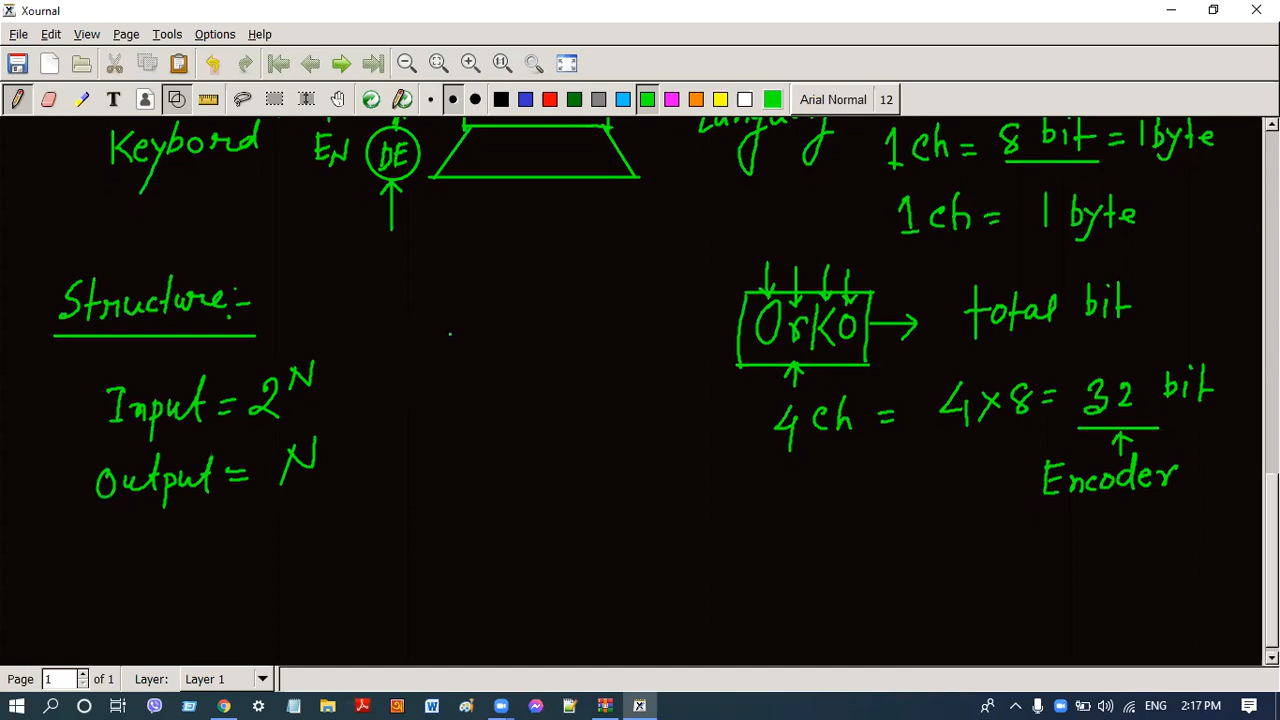 Xournal
File Edit View Page Tools Options Help
Arial Normal 12
Keybord
EN
DE
1ch = 8 bit = 1byte
1ch = 1 byte
Structure:-
Input = 2^N
Output = N
OrKO → total bit
4ch = 4×8= 32 bit
Encoder
Page 1 of 1 Layer: Layer 1
ENG 2:17 PM